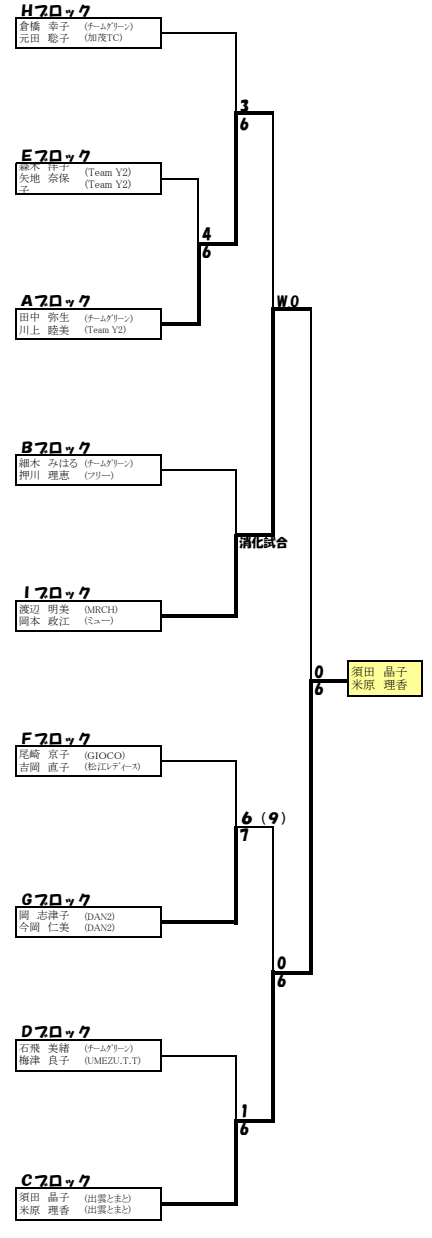 Hブロック
倉橋 幸子 (チームグリーン)
元田 聡子 (加茂TC)
3
6
Eブロック
森木 洋子 (Team Y2)
矢地 奈保子 (Team Y2)
4
6
Aブロック
田中 弥生 (チームグリーン)
川上 睦美 (Team Y2)
W.O
Bブロック
細木 みはる (チームグリーン)
押川 理恵 (フリー)
消化試合
Iブロック
渡辺 明美 (MRCH)
岡本 政江 (ミュー)
0
6
須田 晶子
米原 理香
Fブロック
尾崎 京子 (GIOCO)
吉岡 直子 (松江レディース)
6 (9)
7
Gブロック
岡 志津子 (DAN2)
今岡 仁美 (DAN2)
0
6
Dブロック
石飛 美緒 (チームグリーン)
梅津 良子 (UMEZU.T.T)
1
6
Cブロック
須田 晶子 (出雲とまと)
米原 理香 (出雲とまと)